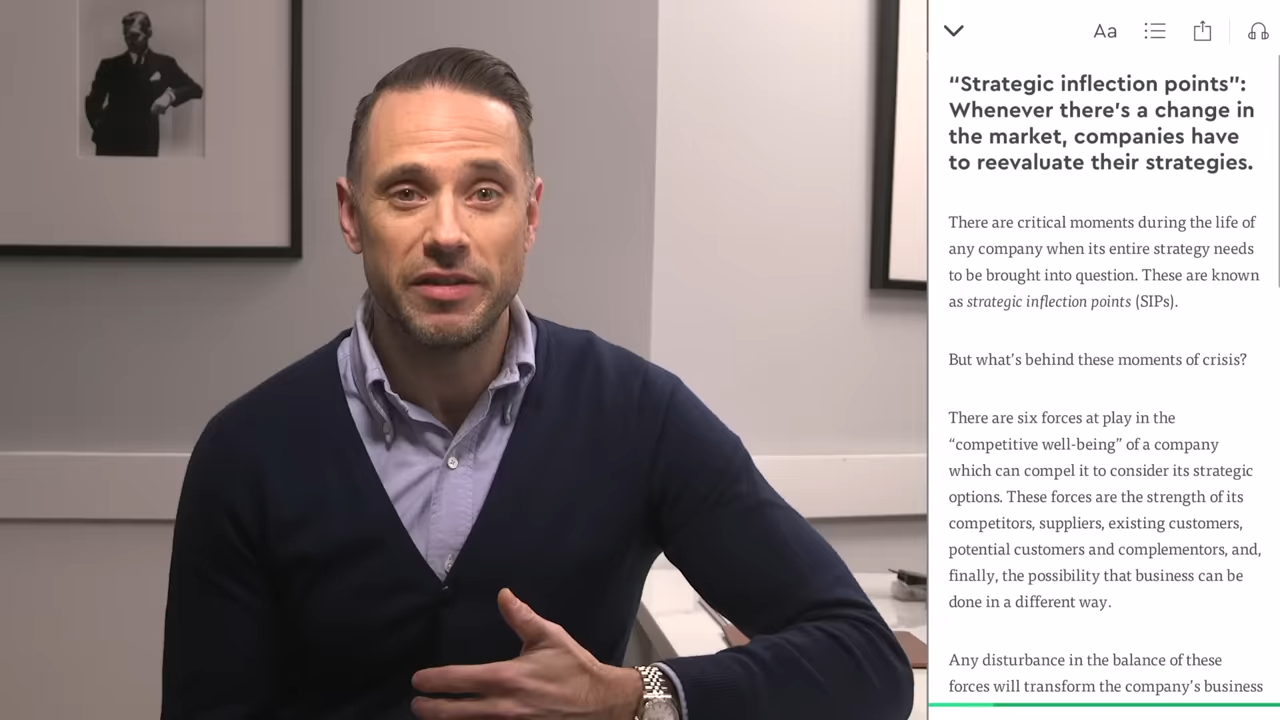 Aa
“Strategic inflection points”:
Whenever there’s a change in
the market, companies have
to reevaluate their strategies.
There are critical moments during the life of
any company when its entire strategy needs
to be brought into question. These are known
as strategic inflection points (SIPs).
But what’s behind these moments of crisis?
There are six forces at play in the
“competitive well-being” of a company
which can compel it to consider its strategic
options. These forces are the strength of its
competitors, suppliers, existing customers,
potential customers and complementors, and,
finally, the possibility that business can be
done in a different way.
Any disturbance in the balance of these
forces will transform the company’s business